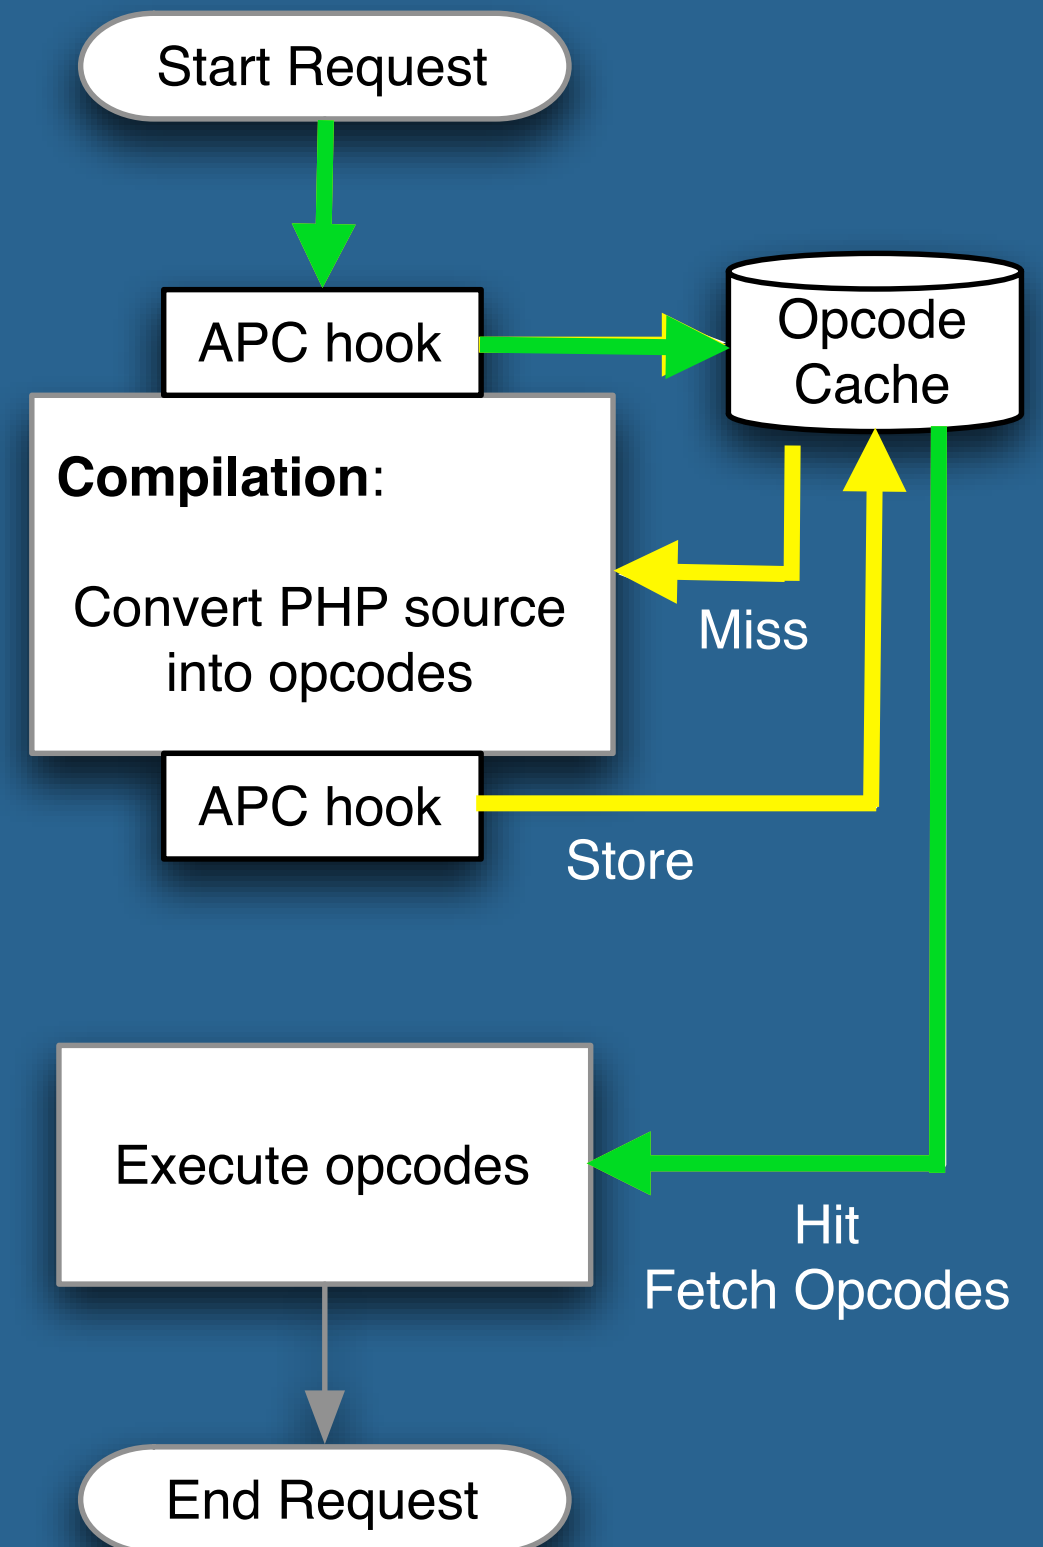 Start Request
APC hook
Opcode
Cache
Compilation:
Convert PHP source
into opcodes
Miss
APC hook
Store
Execute opcodes
Hit
Fetch Opcodes
End Request